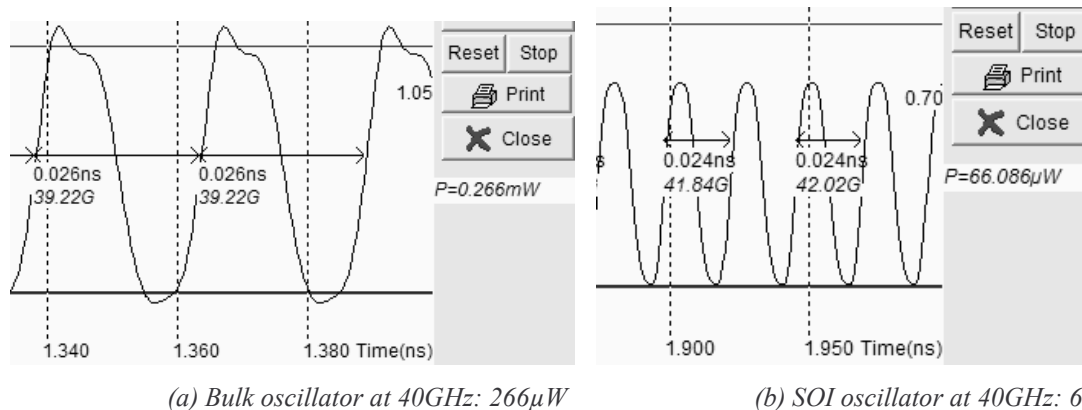 Reset Stop
1.05
Print
Close
0.026ns
39.22G
0.026ns
39.22G
P=0.266mW
1.340 1.360 1.380 Time(ns)
Reset Stop
0.70
Print
Close
s 0.024ns
41.84G
0.024ns
42.02G
P=66.086µW
1.900 1.950 Time(ns)
(a) Bulk oscillator at 40GHz: 266µW
(b) SOI oscillator at 40GHz: 6